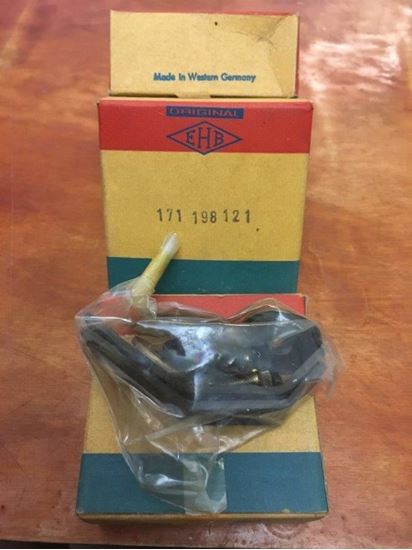 Made in Western Germany
ORIGINAL
EHB
171 198 121